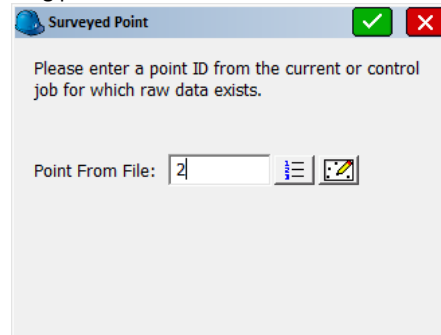 Surveyed Point
Please enter a point ID from the current or control
job for which raw data exists.
Point From File: 2